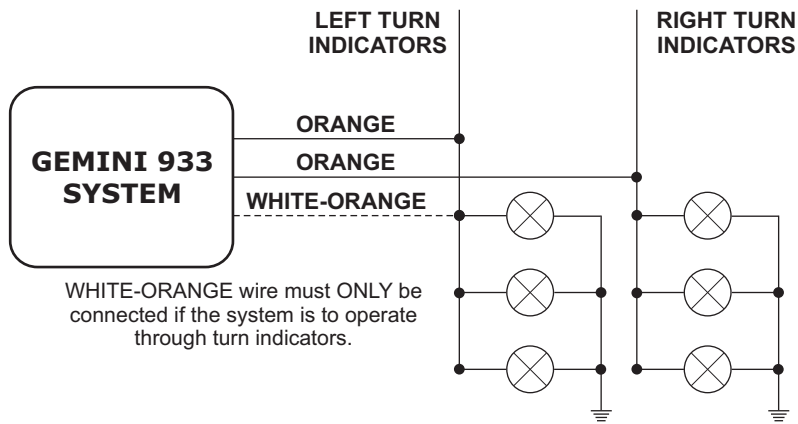 LEFT TURN
INDICATORS
RIGHT TURN
INDICATORS
ORANGE
ORANGE
WHITE-ORANGE
GEMINI 933
SYSTEM
WHITE-ORANGE wire must ONLY be
connected if the system is to operate
through turn indicators.